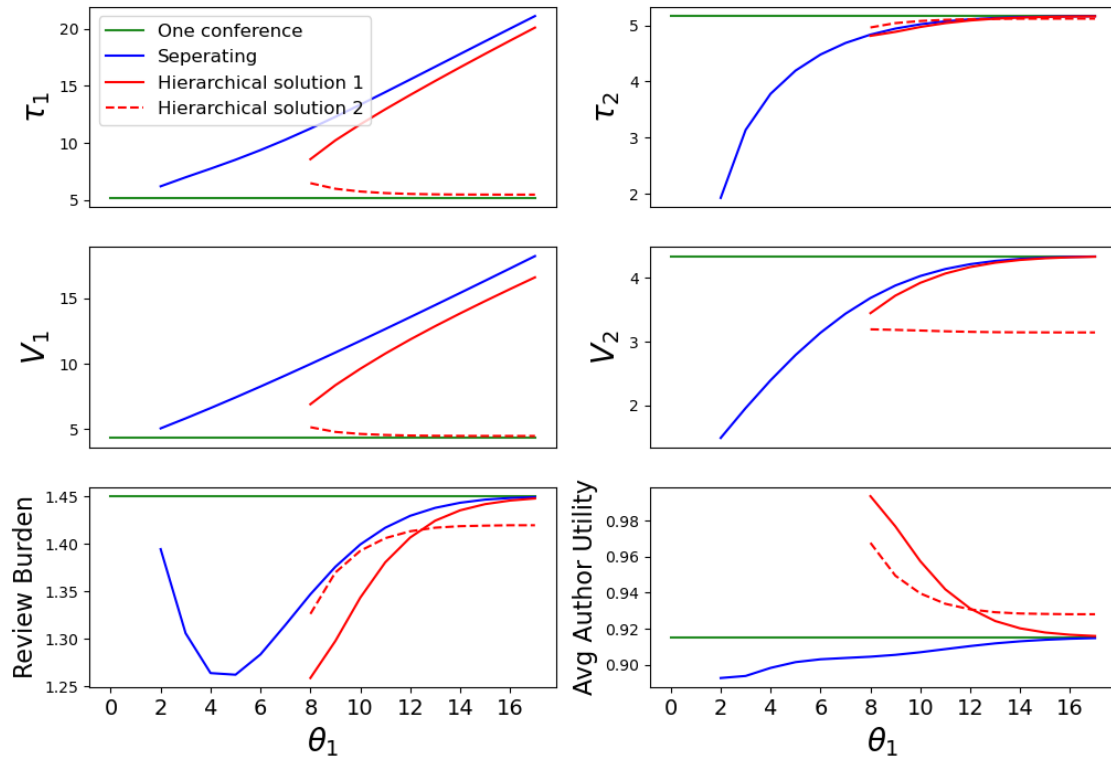 20
15
10
5
τ₁
One conference
Seperating
Hierarchical solution 1
Hierarchical solution 2
5
4
3
2
τ₂
15
10
5
V₁
4
3
2
V₂
1.45
1.40
1.35
1.30
1.25
Review Burden
0 2 4 6 8 10 12 14 16
θ₁
0.98
0.96
0.94
0.92
0.90
Avg Author Utility
0 2 4 6 8 10 12 14 16
θ₁